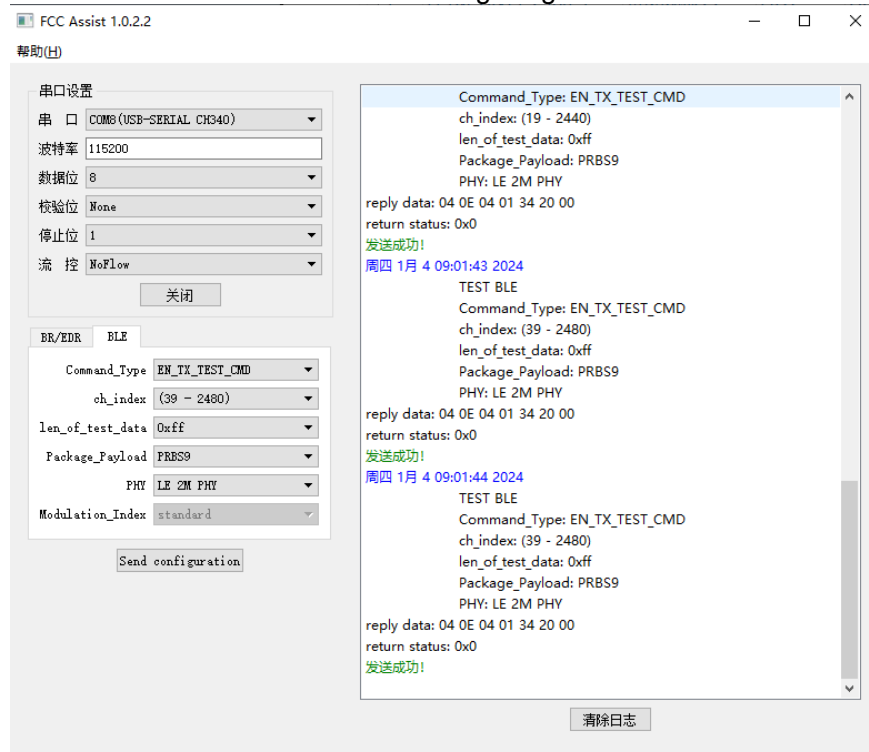 FCC Assist 1.0.2.2
帮助(H)
串口设置
串 口 COM8(USB-SERIAL CH340)
波特率 115200
数据位 8
校验位 None
停止位 1
流 控 NoFlow
关闭
BR/EDR BLE
Command_Type EN_TX_TEST_CMD
ch_index (39 - 2480)
len_of_test_data 0xff
Package_Payload PRBS9
PHY LE 2M PHY
Modulation_Index standard
Send configuration
Command_Type: EN_TX_TEST_CMD
ch_index: (19 - 2440)
len_of_test_data: 0xff
Package_Payload: PRBS9
PHY: LE 2M PHY
reply data: 04 0E 04 01 34 20 00
return status: 0x0
发送成功!
周四 1月 4 09:01:43 2024
TEST BLE
Command_Type: EN_TX_TEST_CMD
ch_index: (39 - 2480)
len_of_test_data: 0xff
Package_Payload: PRBS9
PHY: LE 2M PHY
reply data: 04 0E 04 01 34 20 00
return status: 0x0
发送成功!
周四 1月 4 09:01:44 2024
TEST BLE
Command_Type: EN_TX_TEST_CMD
ch_index: (39 - 2480)
len_of_test_data: 0xff
Package_Payload: PRBS9
PHY: LE 2M PHY
reply data: 04 0E 04 01 34 20 00
return status: 0x0
发送成功!
清除日志